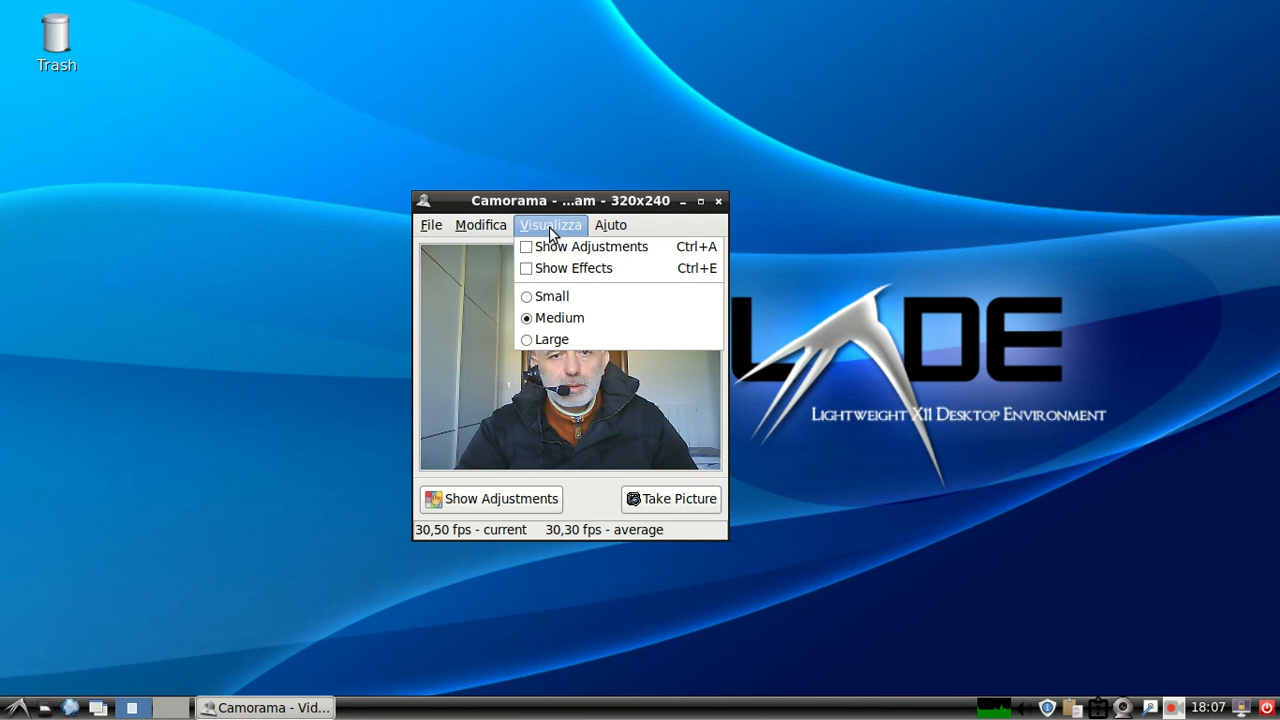 Trash
Camorama - ...am - 320x240
File Modifica Visualizza Aiuto
Show Adjustments Ctrl+A
Show Effects Ctrl+E
Small
Medium
Large
LXDE
LIGHTWEIGHT X11 DESKTOP ENVIRONMENT
Show Adjustments Take Picture
30,50 fps - current 30,30 fps - average
Camorama - Vid...
18:07